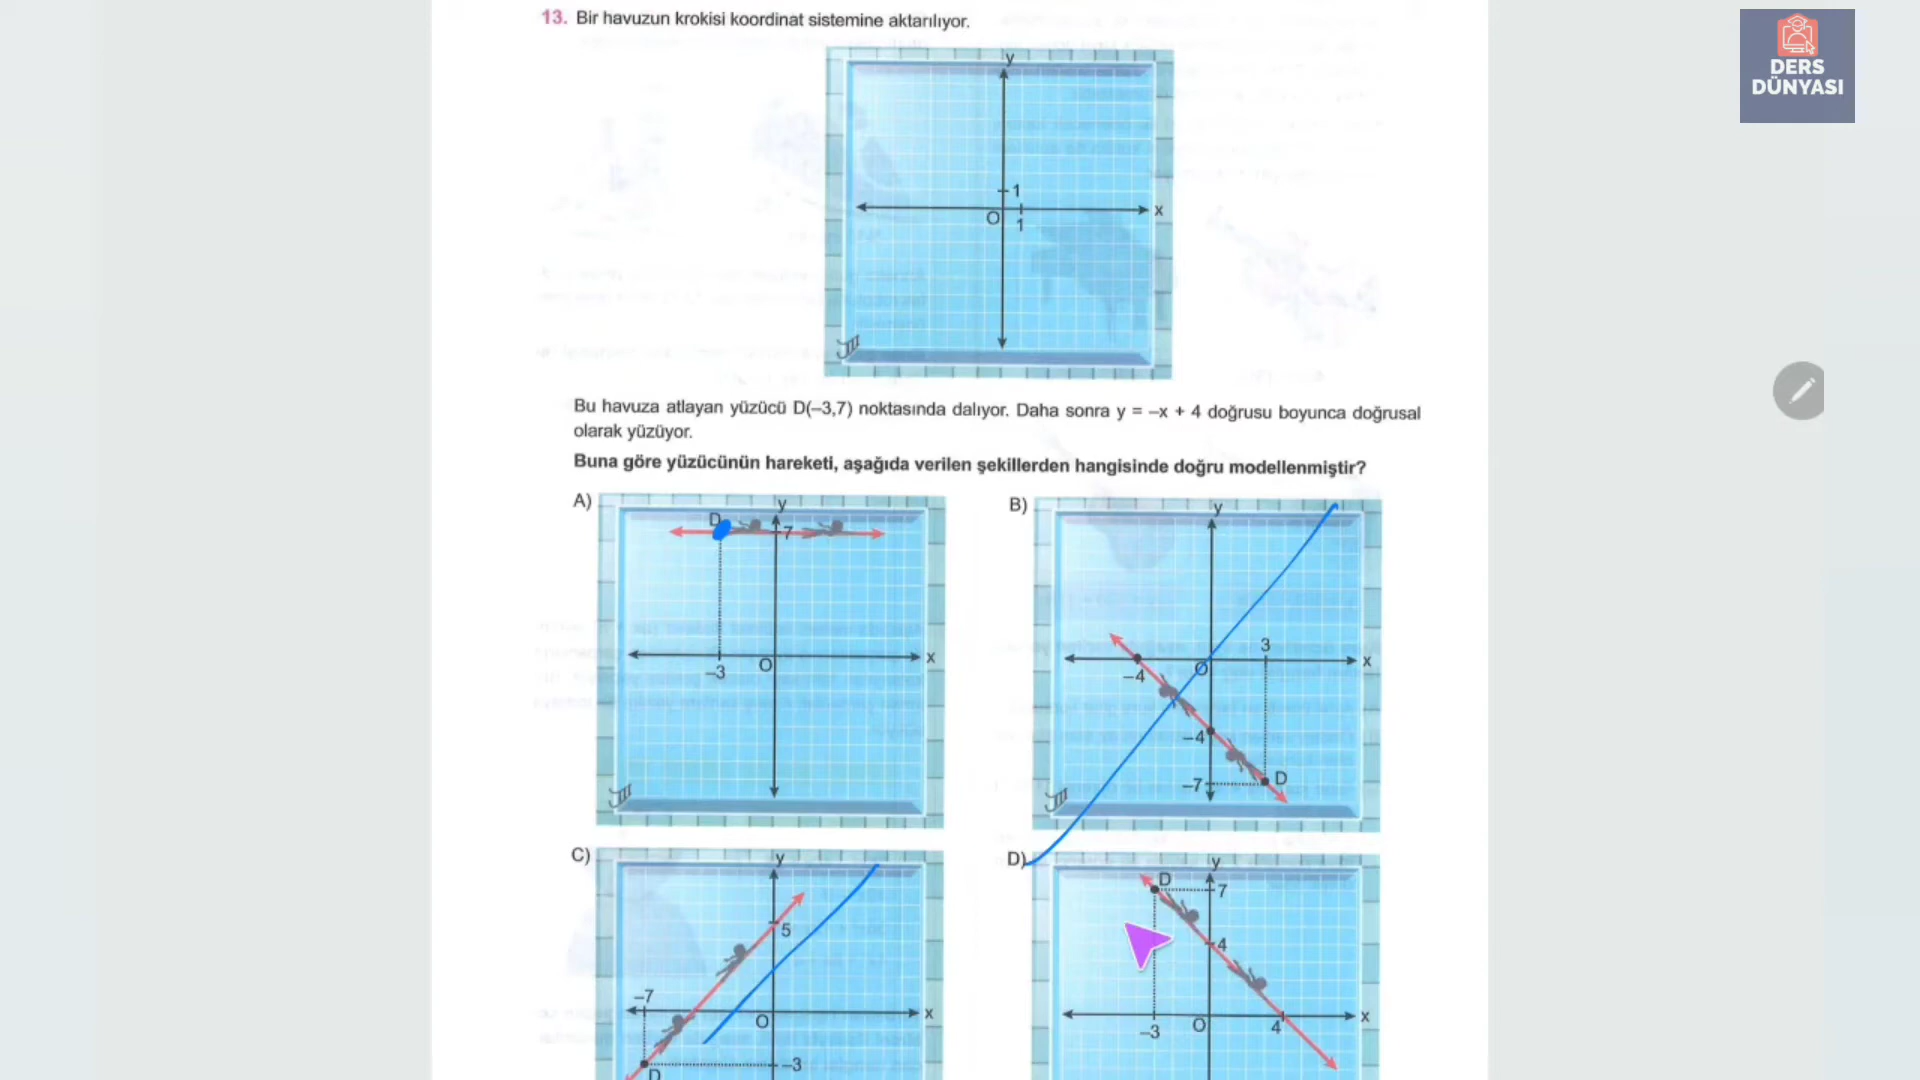 13. Bir havuzun krokisi koordinat sistemine aktarılıyor.
DERS
DÜNYASI
y
1
O
1
x
Bu havuza atlayan yüzücü D(–3,7) noktasında dalıyor. Daha sonra y = –x + 4 doğrusu boyunca doğrusal
olarak yüzüyor.
Buna göre yüzücünün hareketi, aşağıda verilen şekillerden hangisinde doğru modellenmiştir?
A)
y
D
7
O
x
–3
B)
y
3
O
x
–4
–4
–7
D
C)
y
5
–7
O
x
–3
D
D)
y
D
7
4
–3
O
4
x